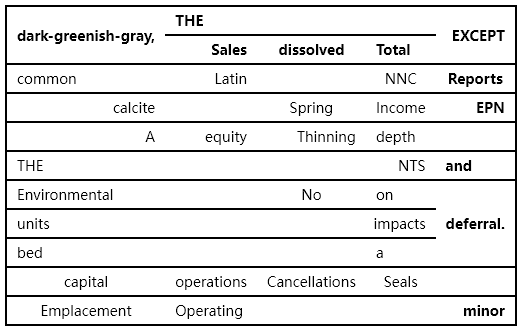 dark-greenish-gray, THE EXCEPT
Sales dissolved Total
common Latin NNC Reports
calcite Spring Income EPN
A equity Thinning depth
THE NTS and
Environmental No on
units impacts deferral.
bed a
capital operations Cancellations Seals
Emplacement Operating minor